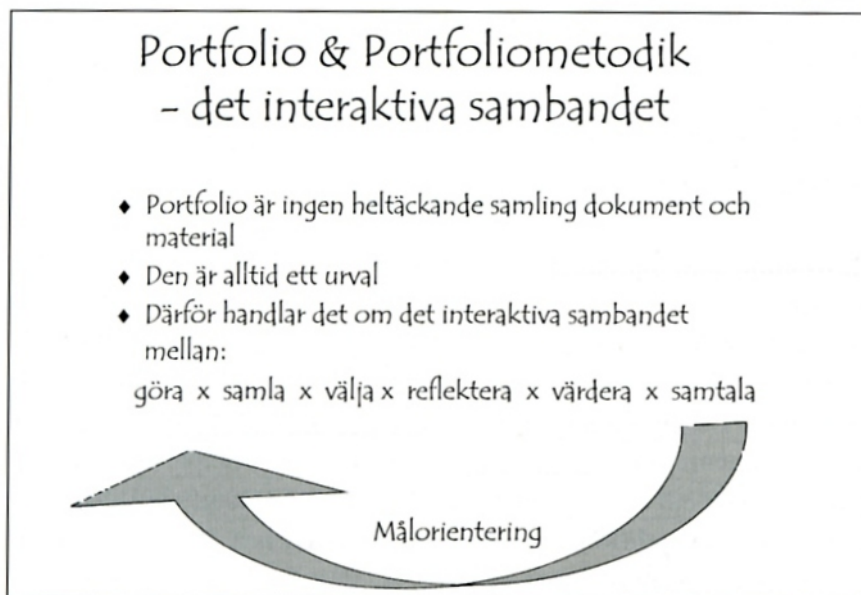 Portfolio & Portfoliometodik
- det interaktiva sambandet
♦ Portfolio är ingen heltäckande samling dokument och
material
♦ Den är alltid ett urval
♦ Därför handlar det om det interaktiva sambandet
mellan:
göra x samla x välja x reflektera x värdera x samtala
Målorientering